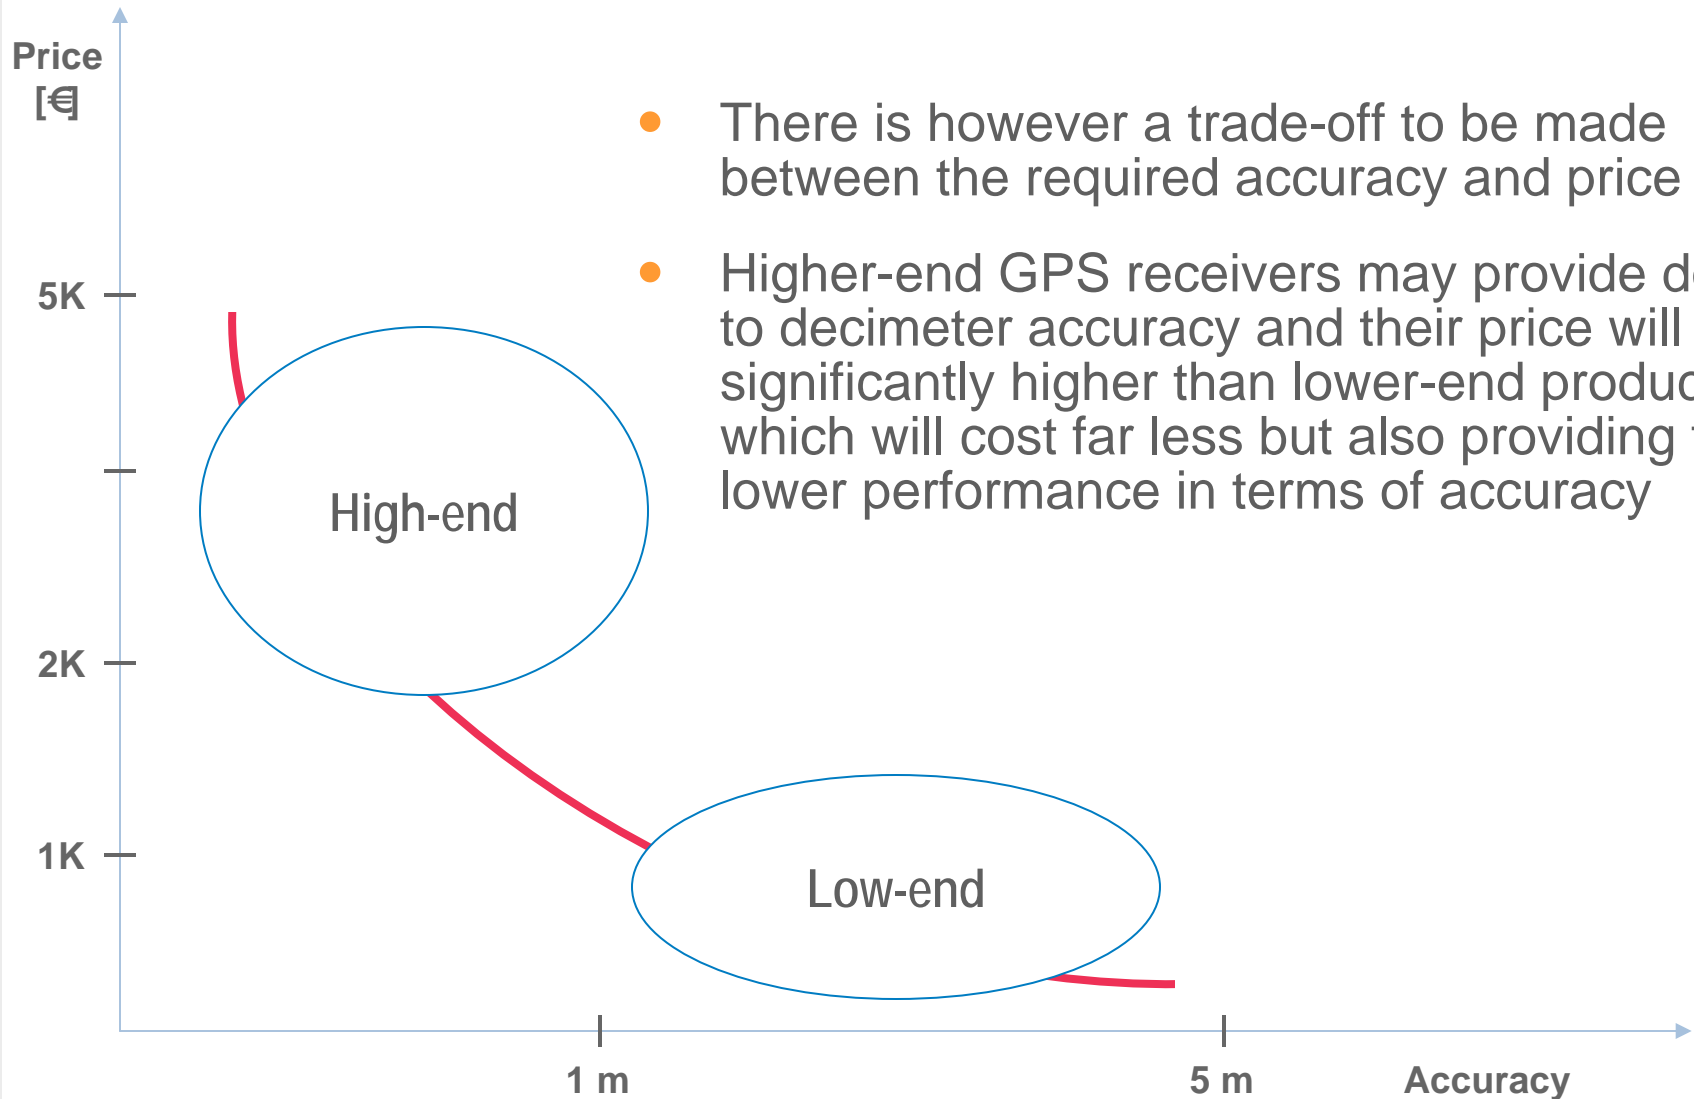 Price
[€]
There is however a trade-off to be made
between the required accuracy and price
Higher-end GPS receivers may provide
to decimeter accuracy and their price will
significantly higher than lower-end
which will cost far less but also providing
lower performance in terms of accuracy
5K
High-end
2K
1K
Low-end
1 m
5 m
Accuracy